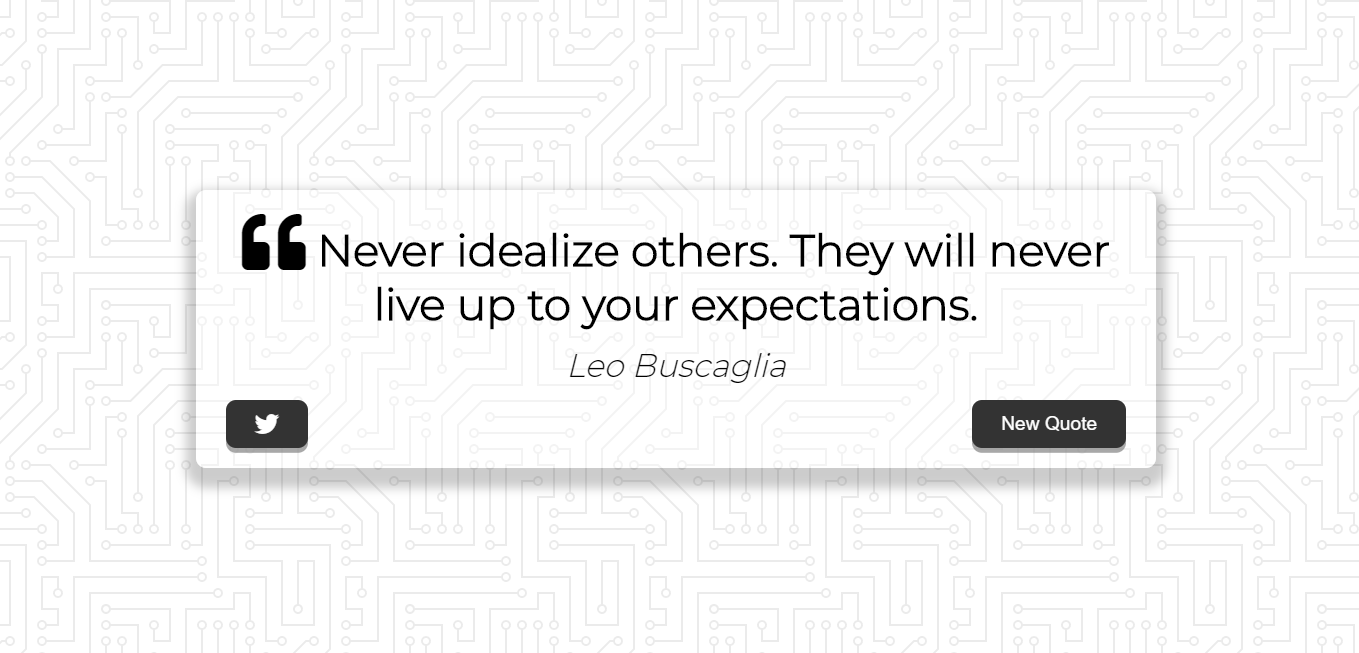 ❝ Never idealize others. They will never
live up to your expectations.
Leo Buscaglia
New Quote